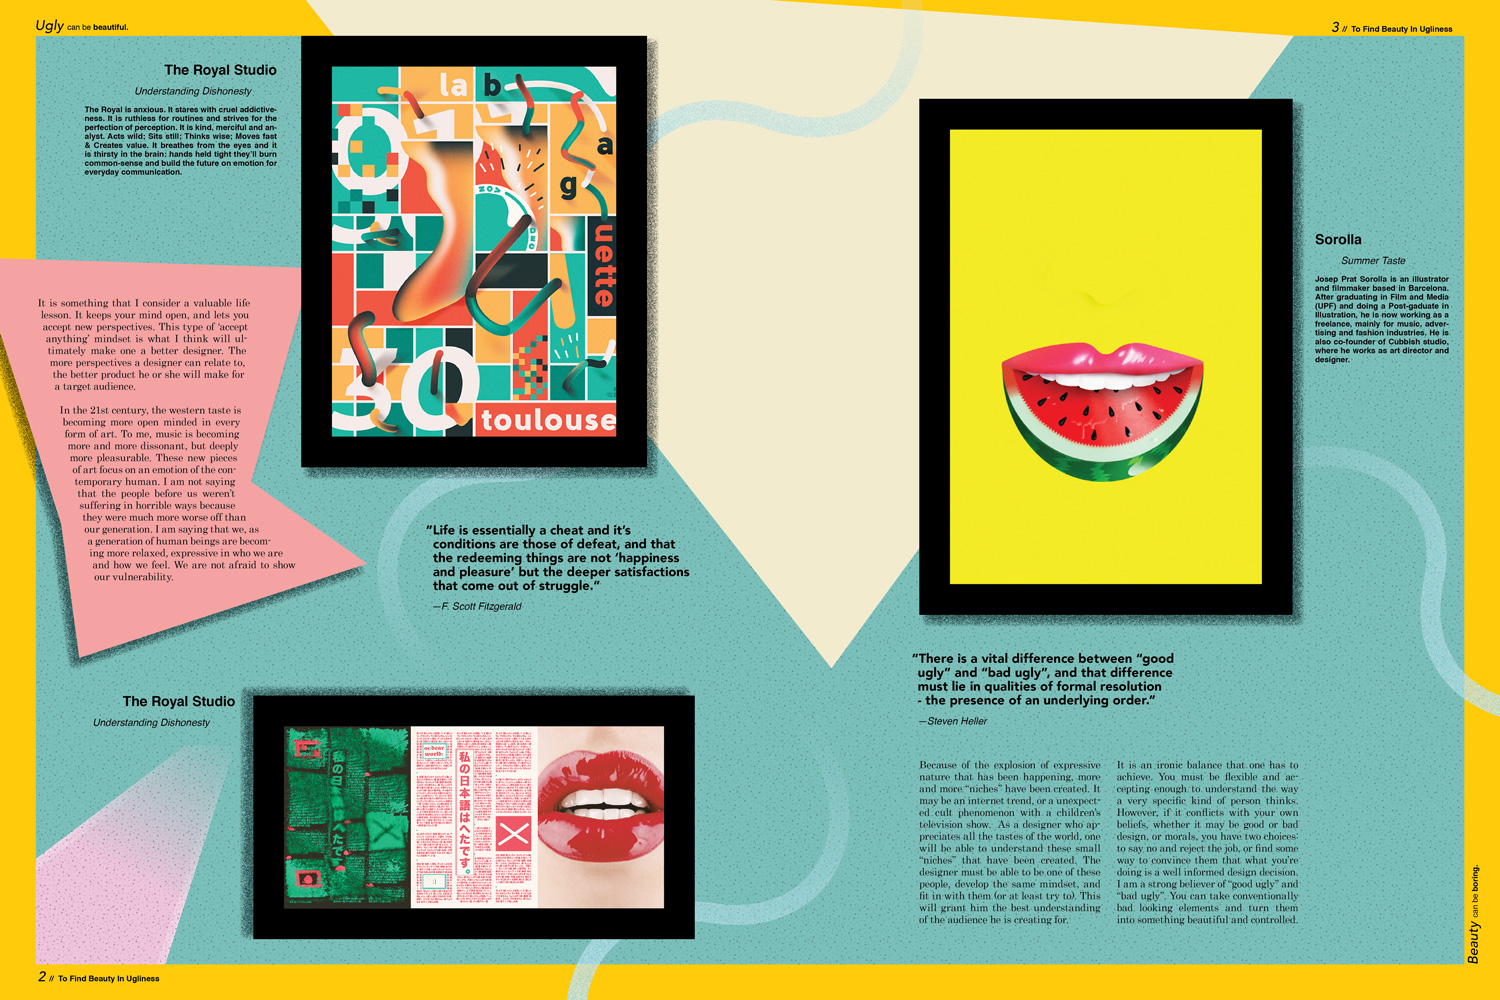 Ugly can be beautiful.
3 // To Find Beauty In Ugliness
The Royal Studio
Understanding Dishonesty
The Royal is anxious. It stares with cruel addictive-
ness. It is ruthless for routines and strives for the
perfection of perception. It is kind, merciful and an-
alyst. Acts wild; Sits still; Thinks wise; Moves fast
& Creates value. It breathes from the eyes and it
is thirsty in the brain: hands held tight they'll burn
common-sense and build the future on emotion for
everyday communication.
la b
a
g
uette
NOV
DEC
30
toulouse
It is something that I consider a valuable life
lesson. It keeps your mind open, and lets you
accept new perspectives. This type of 'accept
anything' mindset is what I think will ul-
timately make one a better designer. The
more perspectives a designer can relate to,
the better product he or she will make for
a target audience.
In the 21st century, the western taste is
becoming more open minded in every
form of art. To me, music is becoming
more and more dissonant, but deeply
more pleasurable. These new pieces
of art focus on an emotion of the con-
temporary human. I am not saying
that the people before us weren't
suffering in horrible ways because
they were much more worse off than
our generation. I am saying that we, as
a generation of human beings are becom-
ing more relaxed, expressive in who we are
and how we feel. We are not afraid to show
our vulnerability.
“Life is essentially a cheat and it's
conditions are those of defeat, and that
the redeeming things are not 'happiness
and pleasure' but the deeper satisfactions
that come out of struggle.”
—F. Scott Fitzgerald
The Royal Studio
Understanding Dishonesty
私の日本語はへたです。
2 // To Find Beauty In Ugliness
Sorolla
Summer Taste
Josep Prat Sorolla is an illustrator
and filmmaker based in Barcelona.
After graduating in Film and Media
(UPF) and doing a Post-gaduate in
Illustration, he is now working as a
freelance, mainly for music, adver-
tising and fashion industries. He is
also co-founder of Cubbish studio,
where he works as art director and
designer.
“There is a vital difference between “good
ugly” and “bad ugly”, and that difference
must lie in qualities of formal resolution
- the presence of an underlying order.”
—Steven Heller
Because of the explosion of expressive
nature that has been happening, more
and more “niches” have been created. It
may be an internet trend, or a unexpect-
ed cult phenomenon with a children's
television show. As a designer who ap-
preciates all the tastes of the world, one
will be able to understand these small
“niches” that have been created. The
designer must be able to be one of these
people, develop the same mindset, and
fit in with them (or at least try to). This
will grant him the best understanding
of the audience he is creating for.
It is an ironic balance that one has to
achieve. You must be flexible and ac-
cepting enough to understand the way
a very specific kind of person thinks.
However, if it conflicts with your own
beliefs, whether it may be good or bad
design, or morals, you have two choices:
to say no and reject the job, or find some
way to convince them that what you're
doing is a well informed design decision.
I am a strong believer of “good ugly” and
“bad ugly”. You can take conventionally
bad looking elements and turn them
into something beautiful and controlled.
Beauty can be boring.